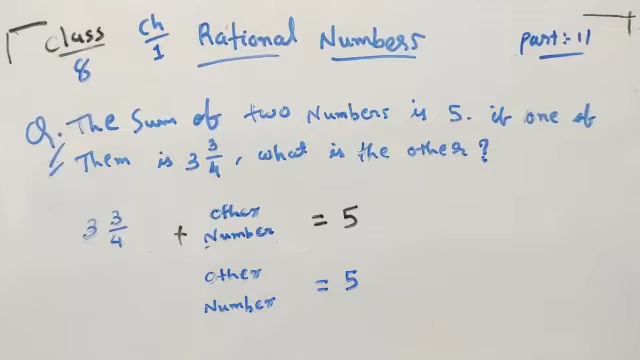 Class 8 Ch 1 Rational Numbers Part:- 11
Q. The Sum of two Numbers is 5. if one of
Them is 3 3/4, what is the other?
3 3/4 + other Number = 5
other Number = 5